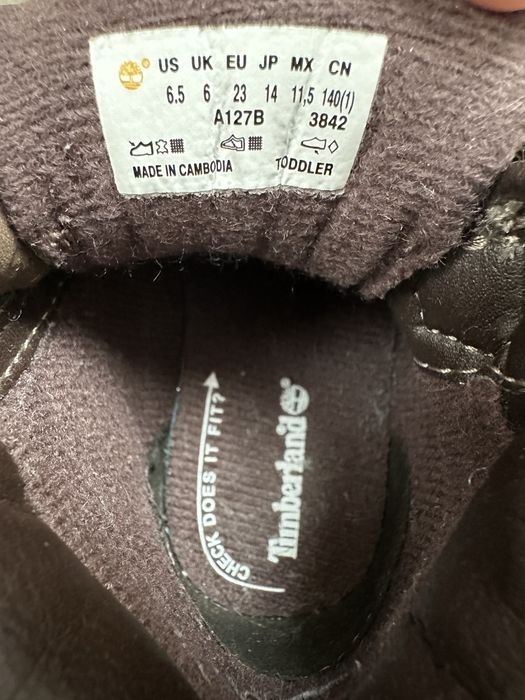 US UK EU JP MX CN
6.5 6 23 14 11,5 140(1)
A127B 3842
MADE IN CAMBODIA TODDLER
CHECK DOES IT FIT?
Timberland